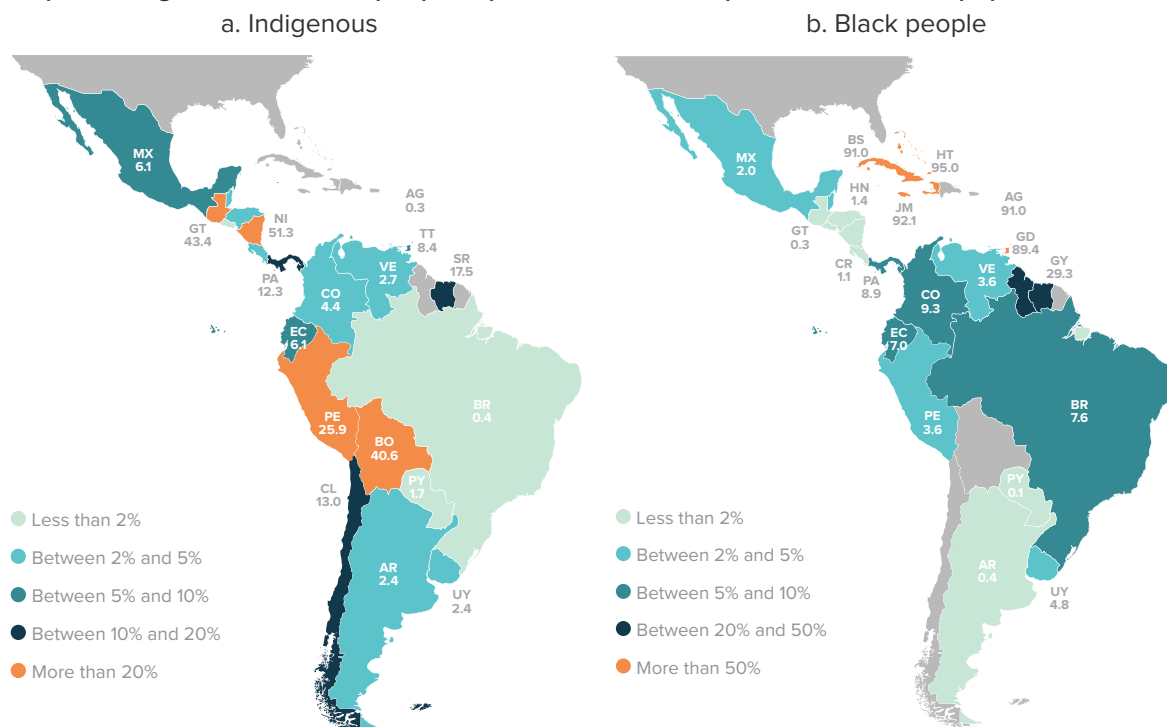 a. Indigenous
MX
6.1
GT
43.4
NI
51.3
PA
12.3
AG
0.3
TT
8.4
SR
17.5
VE
2.7
CO
4.4
EC
6.1
PE
25.9
BR
0.4
BO
40.6
PY
1.7
CL
13.0
AR
2.4
UY
2.4
Less than 2%
Between 2% and 5%
Between 5% and 10%
Between 10% and 20%
More than 20%
b. Black people
MX
2.0
BS
91.0
HT
95.0
HN
1.4
JM
92.1
AG
91.0
GT
0.3
GD
89.4
CR
1.1
PA
8.9
GY
29.3
VE
3.6
CO
9.3
EC
7.0
PE
3.6
BR
7.6
PY
0.1
AR
0.4
UY
4.8
Less than 2%
Between 2% and 5%
Between 5% and 10%
Between 20% and 50%
More than 50%